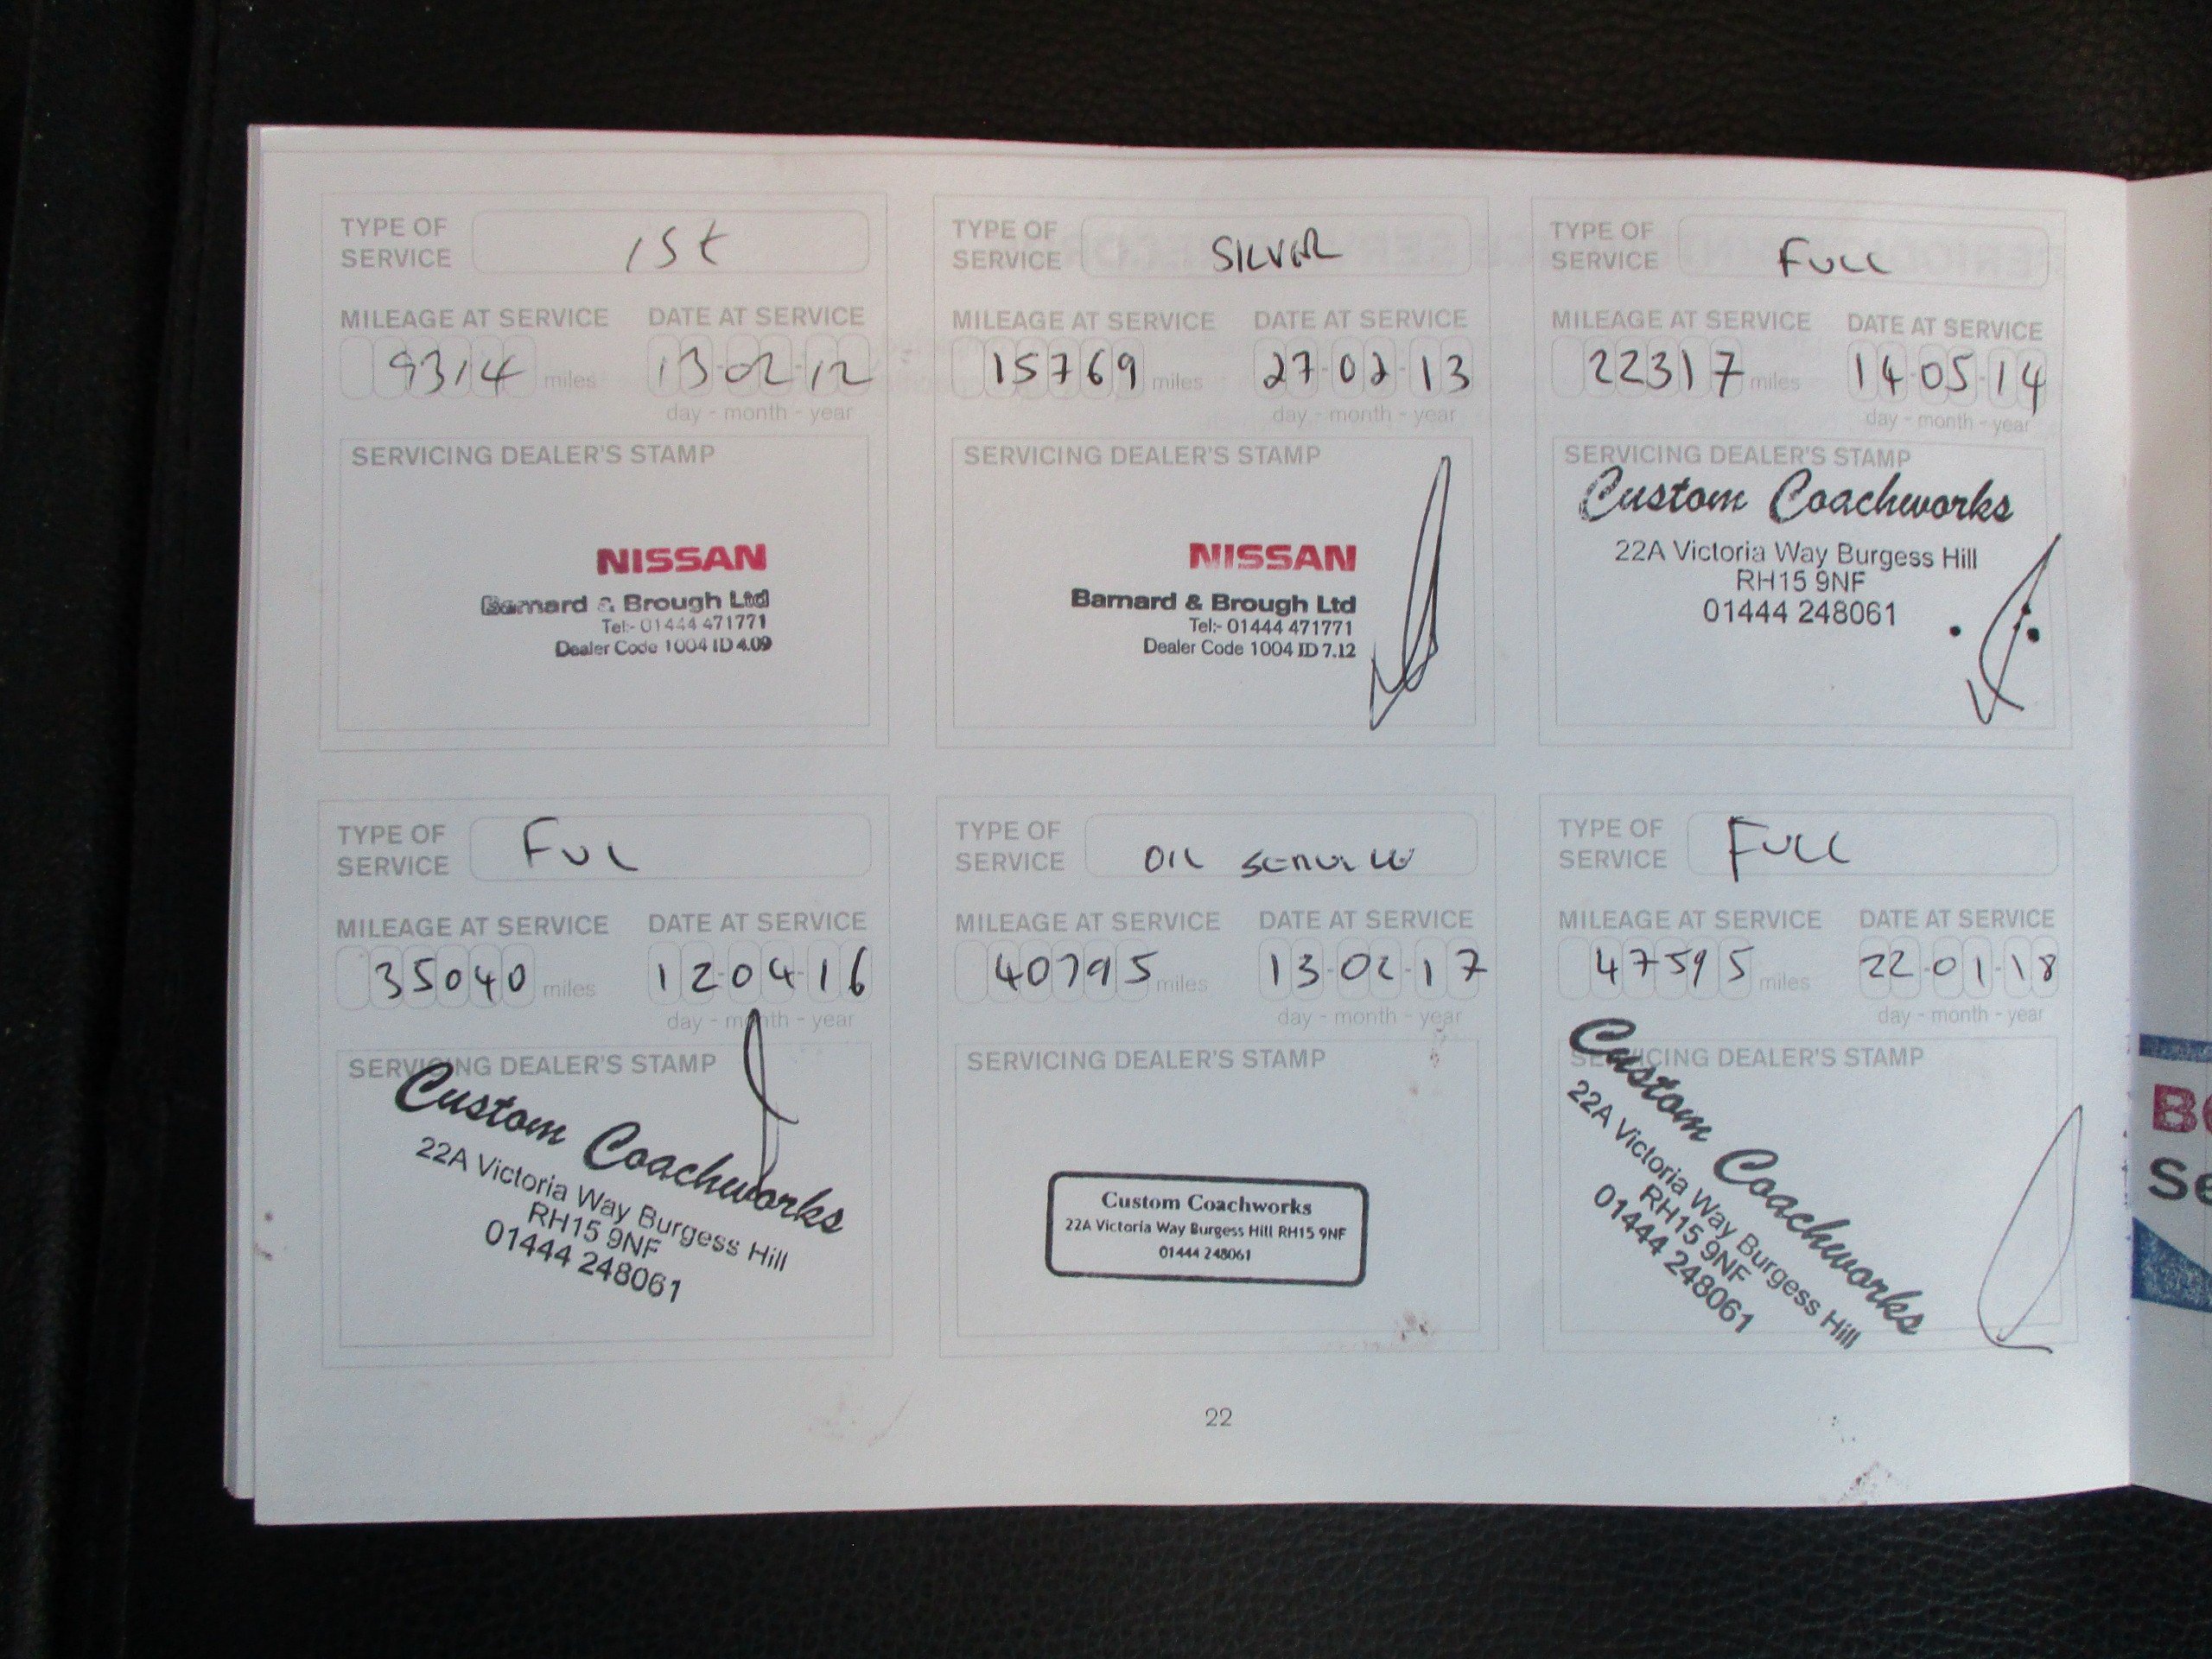 TYPE OF
SERVICE
1St
MILEAGE AT SERVICE
DATE AT SERVICE
9314 miles
13-02-12
day - month - year
SERVICING DEALER'S STAMP
NISSAN
Barnard & Brough Ltd
Tel:- 01444 471771
Dealer Code 1004 ID 4.09
TYPE OF
SERVICE
SILVER
MILEAGE AT SERVICE
DATE AT SERVICE
15769 miles
27-02-13
day - month - year
SERVICING DEALER'S STAMP
NISSAN
Barnard & Brough Ltd
Tel:- 01444 471771
Dealer Code 1004 ID 7.12
TYPE OF
SERVICE
FULL
MILEAGE AT SERVICE
DATE AT SERVICE
22317 miles
14-05-14
day - month - year
SERVICING DEALER'S STAMP
Custom Coachworks
22A Victoria Way Burgess Hill
RH15 9NF
01444 248061
TYPE OF
SERVICE
FUL
MILEAGE AT SERVICE
DATE AT SERVICE
35040 miles
12-04-16
day - month - year
SERVICING DEALER'S STAMP
Custom Coachworks
22A Victoria Way Burgess Hill
RH15 9NF
01444 248061
TYPE OF
SERVICE
OIL SERVICE
MILEAGE AT SERVICE
DATE AT SERVICE
40795 miles
13-02-17
day - month - year
SERVICING DEALER'S STAMP
Custom Coachworks
22A Victoria Way Burgess Hill RH15 9NF
01444 248061
TYPE OF
SERVICE
FULL
MILEAGE AT SERVICE
DATE AT SERVICE
47595 miles
22-01-18
day - month - year
SERVICING DEALER'S STAMP
Custom Coachworks
22A Victoria Way Burgess Hill
RH15 9NF
01444 248061
22